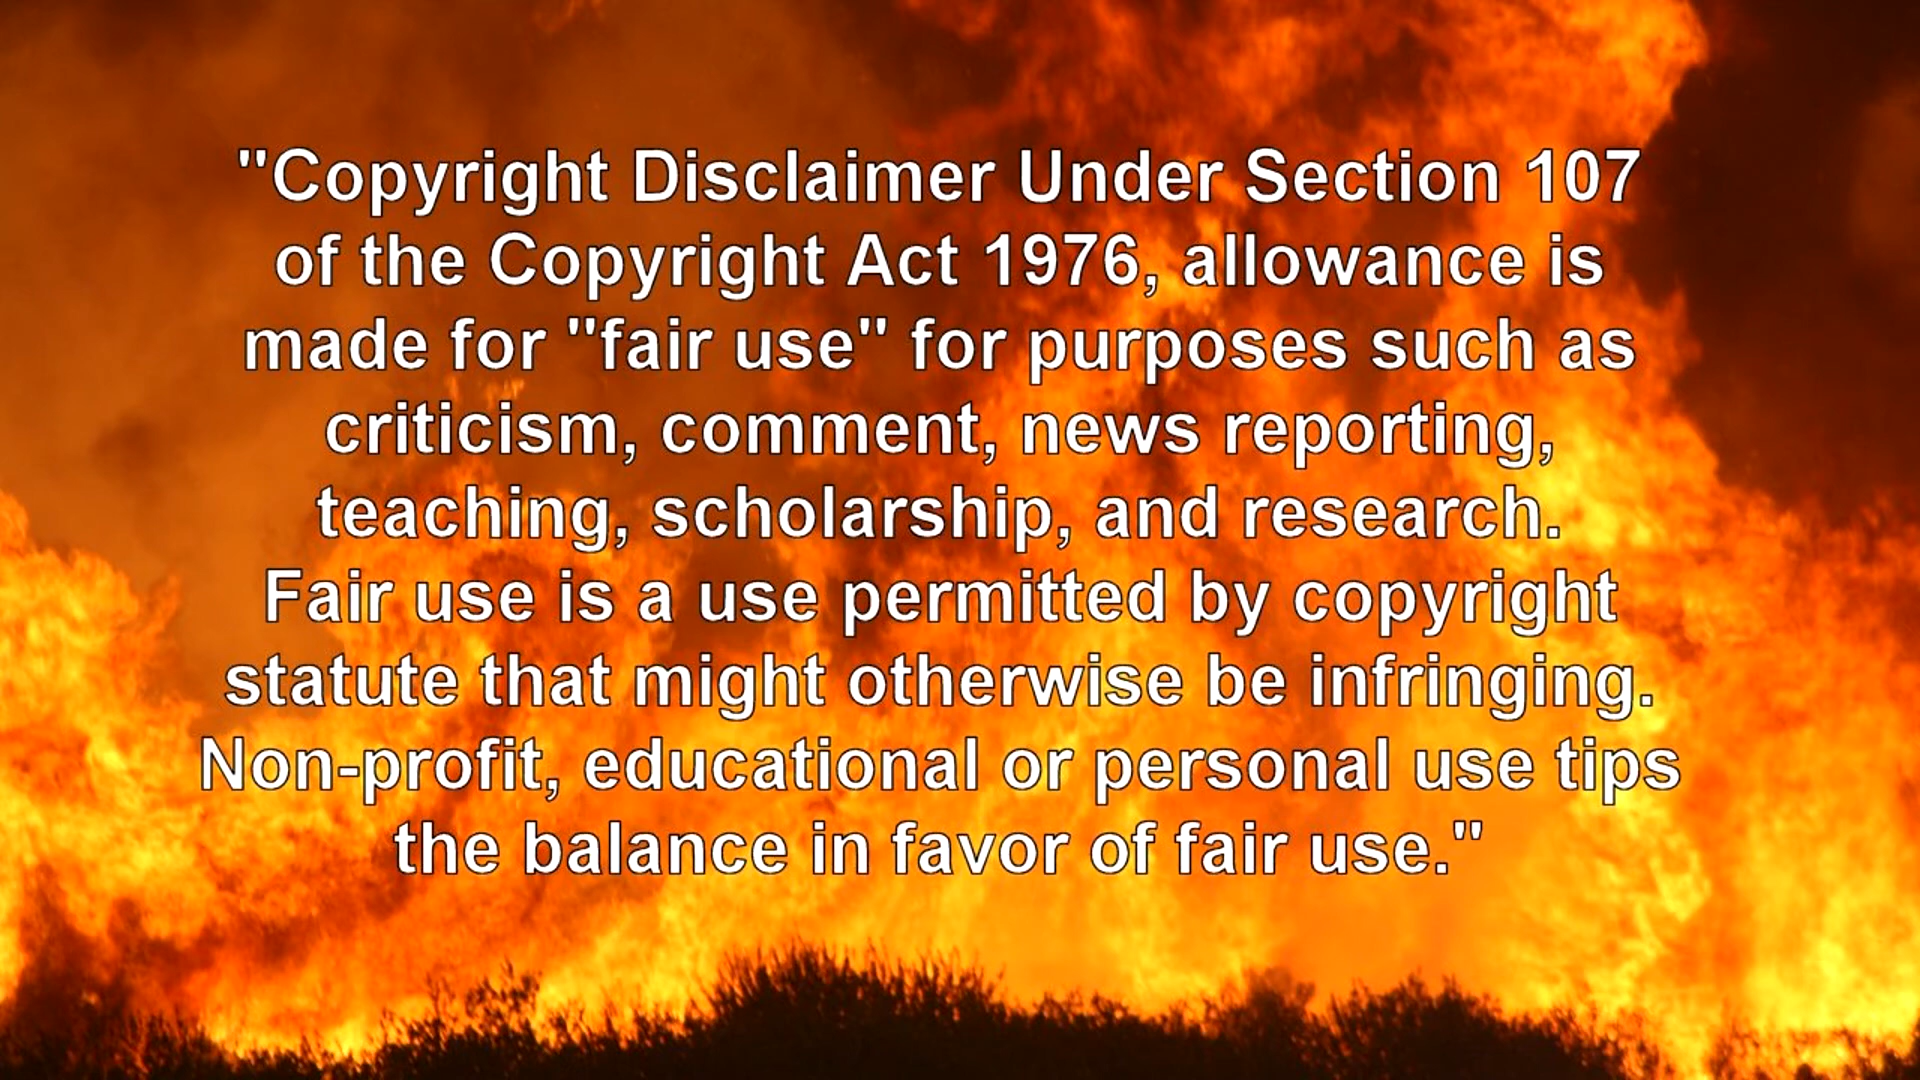 "Copyright Disclaimer Under Section 107
of the Copyright Act 1976, allowance is
made for "fair use" for purposes such as
criticism, comment, news reporting,
teaching, scholarship, and research.
Fair use is a use permitted by copyright
statute that might otherwise be infringing.
Non-profit, educational or personal use tips
the balance in favor of fair use."